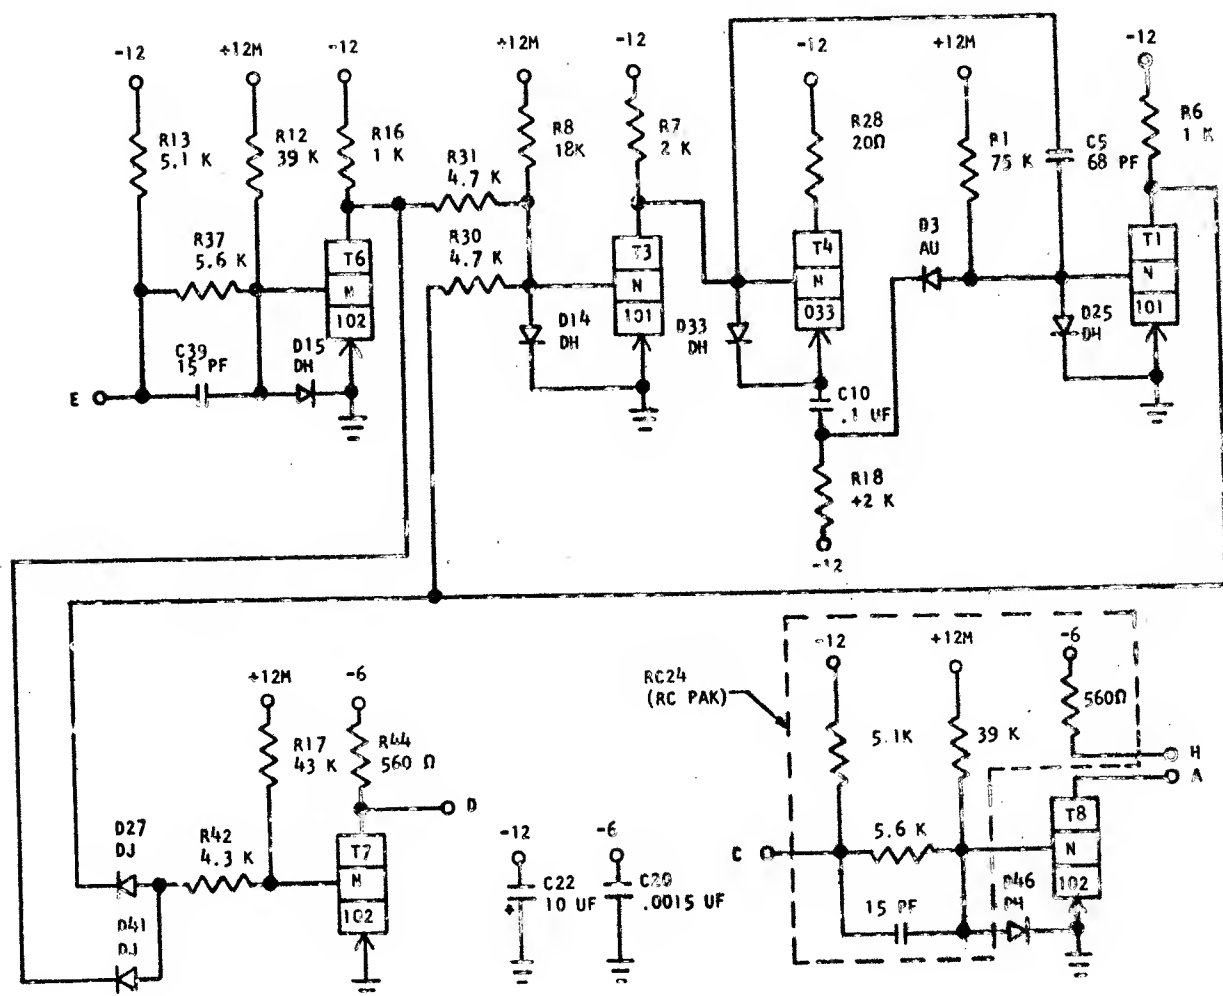 -12
+12M
-12
R13
5.1 K
R12
39 K
R16
1 K
R37
5.6 K
T6
M
102
C39
15 PF
D15
DH
E
+12M
-12
R31
4.7 K
R8
18K
R7
2 K
R30
4.7 K
T3
N
101
D14
DH
-12
R28
20Ω
T4
M
033
D33
DH
C10
.1 UF
R18
+2 K
-12
+12M
-12
R1
75 K
C5
68 PF
R6
1 K
D3
AU
T1
N
101
D25
DH
+12M
-6
R17
43 K
R44
560 Ω
D
D27
DJ
R42
4.3 K
T7
M
102
D41
DJ
-12
C22
10 UF
+
-6
C20
.0015 UF
RC24
(RC PAK)
-12
+12M
-6
5.1K
39 K
560Ω
H
A
C
5.6 K
T8
N
102
15 PF
D46
DH